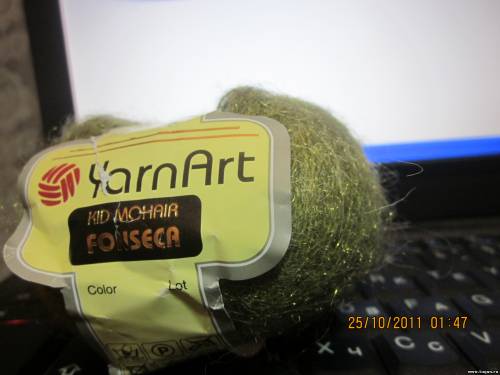 YarnArt
KID MOHAIR
FONSECA
Color Lot
25/10/2011 01:47
X Ч C C V
F A G